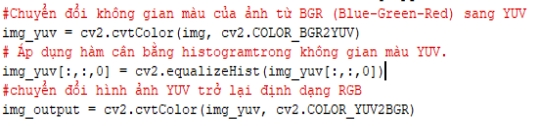 #Chuyển đổi không gian màu của ảnh từ BGR (Blue-Green-Red) sang YUV
img_yuv = cv2.cvtColor(img, cv2.COLOR_BGR2YUV)
# Áp dụng hàm cân bằng histogramtrong không gian màu YUV.
img_yuv[:,:,0] = cv2.equalizeHist(img_yuv[:,:,0])
#chuyển đổi hình ảnh YUV trở lại định dạng RGB
img_output = cv2.cvtColor(img_yuv, cv2.COLOR_YUV2BGR)